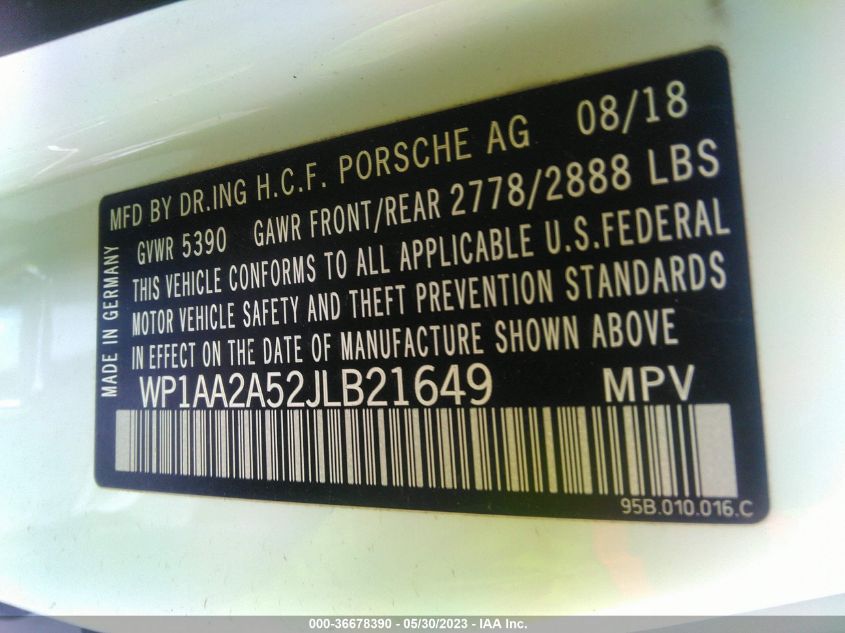 MFD BY DR.ING H.C.F. PORSCHE AG 08/18
GVWR 5390 GAWR FRONT/REAR 2778/2888 LBS
THIS VEHICLE CONFORMS TO ALL APPLICABLE U.S.FEDERAL
MOTOR VEHICLE SAFETY AND THEFT PREVENTION STANDARDS
IN EFFECT ON THE DATE OF MANUFACTURE SHOWN ABOVE
WP1AA2A52JLB21649 MPV
MADE IN GERMANY
95B.010.016.C
000-36678390 - 05/30/2023 - IAA Inc.